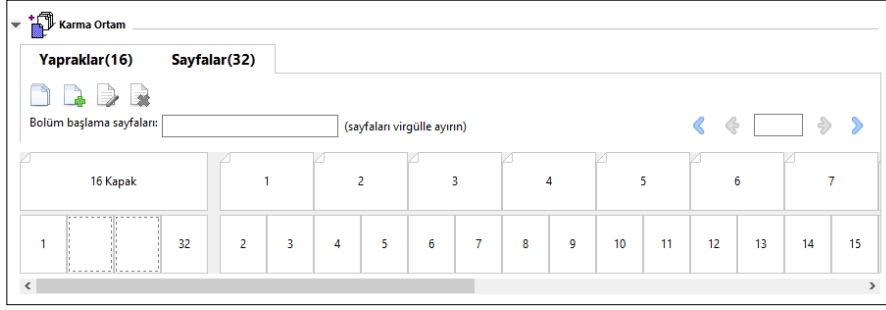 Karma Ortam
Yapraklar(16) Sayfalar(32)
Bolüm başlama sayfaları: (sayfaları virgülle ayırın)
16 Kapak 1 2 3 4 5 6 7
1 32 2 3 4 5 6 7 8 9 10 11 12 13 14 15